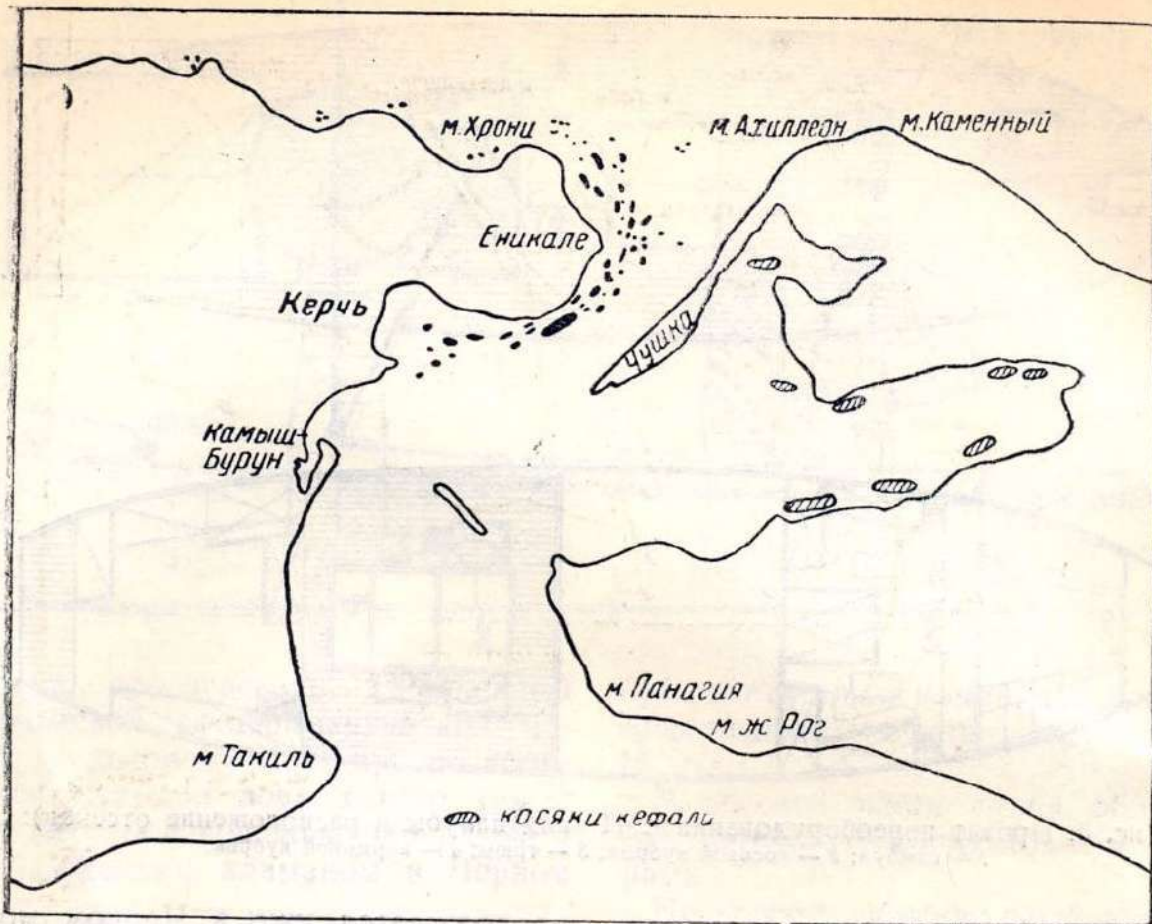 м.Хрони
м.Ахиллеон
м.Каменный
Еникале
Керчь
Чушка
Камыш-
Бурун
м Панагия
м ж Рог
м Такиль
косяки кефали